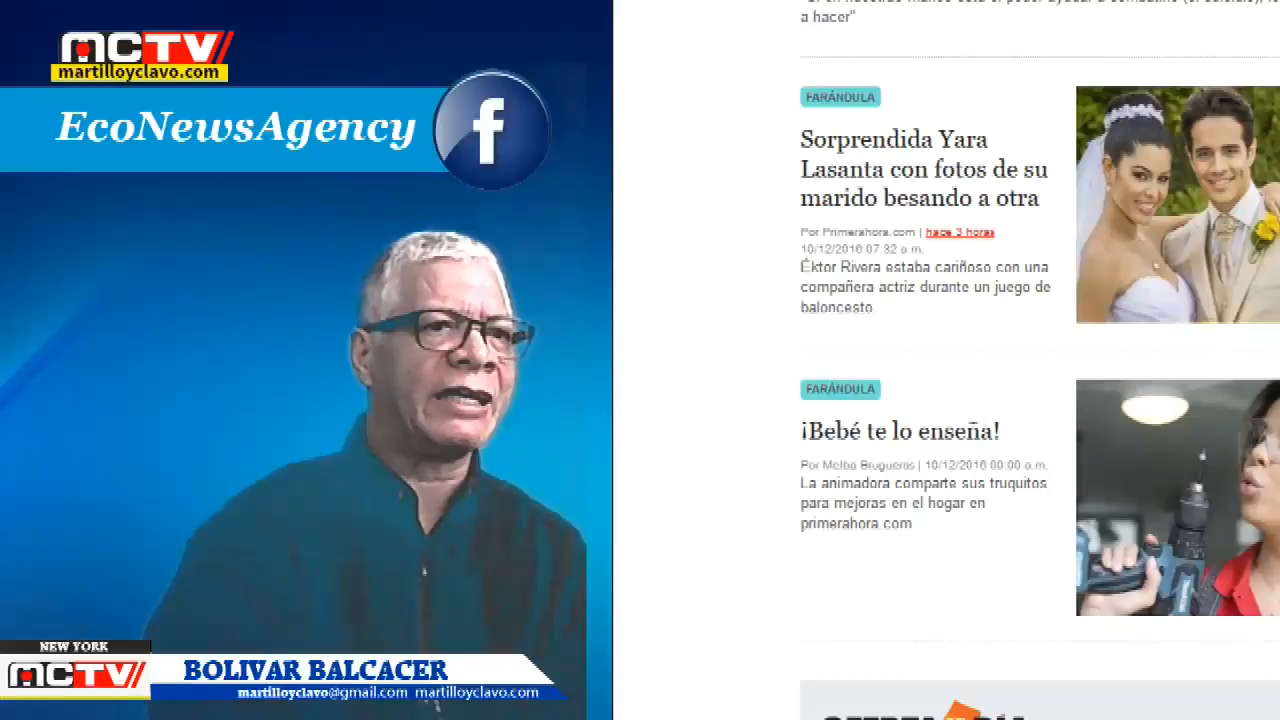 MCTV
martilloyclavo.com
EcoNewsAgency
f
NEW YORK
MCTV
BOLIVAR BALCACER
martilloyclavo@gmail.com martilloyclavo.com
a hacer"
FARÁNDULA
Sorprendida Yara
Lasanta con fotos de su
marido besando a otra
Por Primerahora.com | hace 3 horas
10/12/2016 07:32 a.m.
Éktor Rivera estaba cariñoso con una
compañera actriz durante un juego de
baloncesto
FARÁNDULA
¡Bebé te lo enseña!
Por Melba Brugueras | 10/12/2016 00:00 a.m.
La animadora comparte sus truquitos
para mejoras en el hogar en
primerahora.com